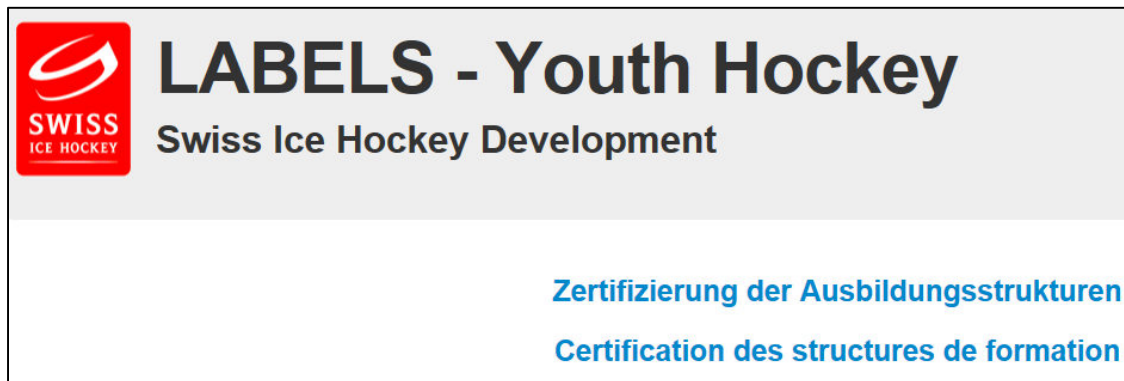 SWISS
ICE HOCKEY
LABELS - Youth Hockey
Swiss Ice Hockey Development
Zertifizierung der Ausbildungsstrukturen
Certification des structures de formation